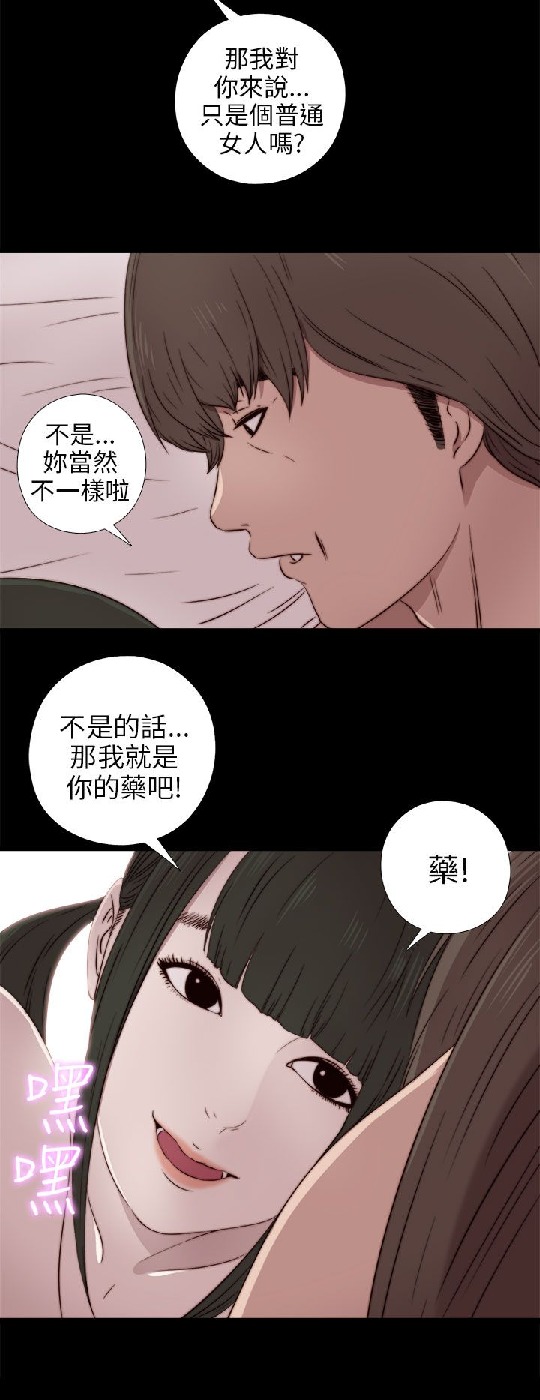 那我對
你來說...
只是個普通
女人嗎?
不是...
妳當然
不一樣啦
不是的話...
那我就是
你的藥吧!
藥!
嘿
嘿